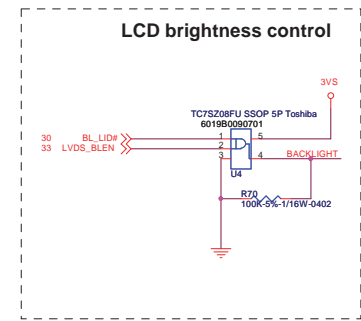 LCD brightness control
3VS
TC7SZ08FU SSOP 5P Toshiba
6019B0090701
30 BL_LID# 1 5
33 LVDS_BLEN 2
3 4 BACKLIGHT
U4
R70
100K-5%-1/16W-0402